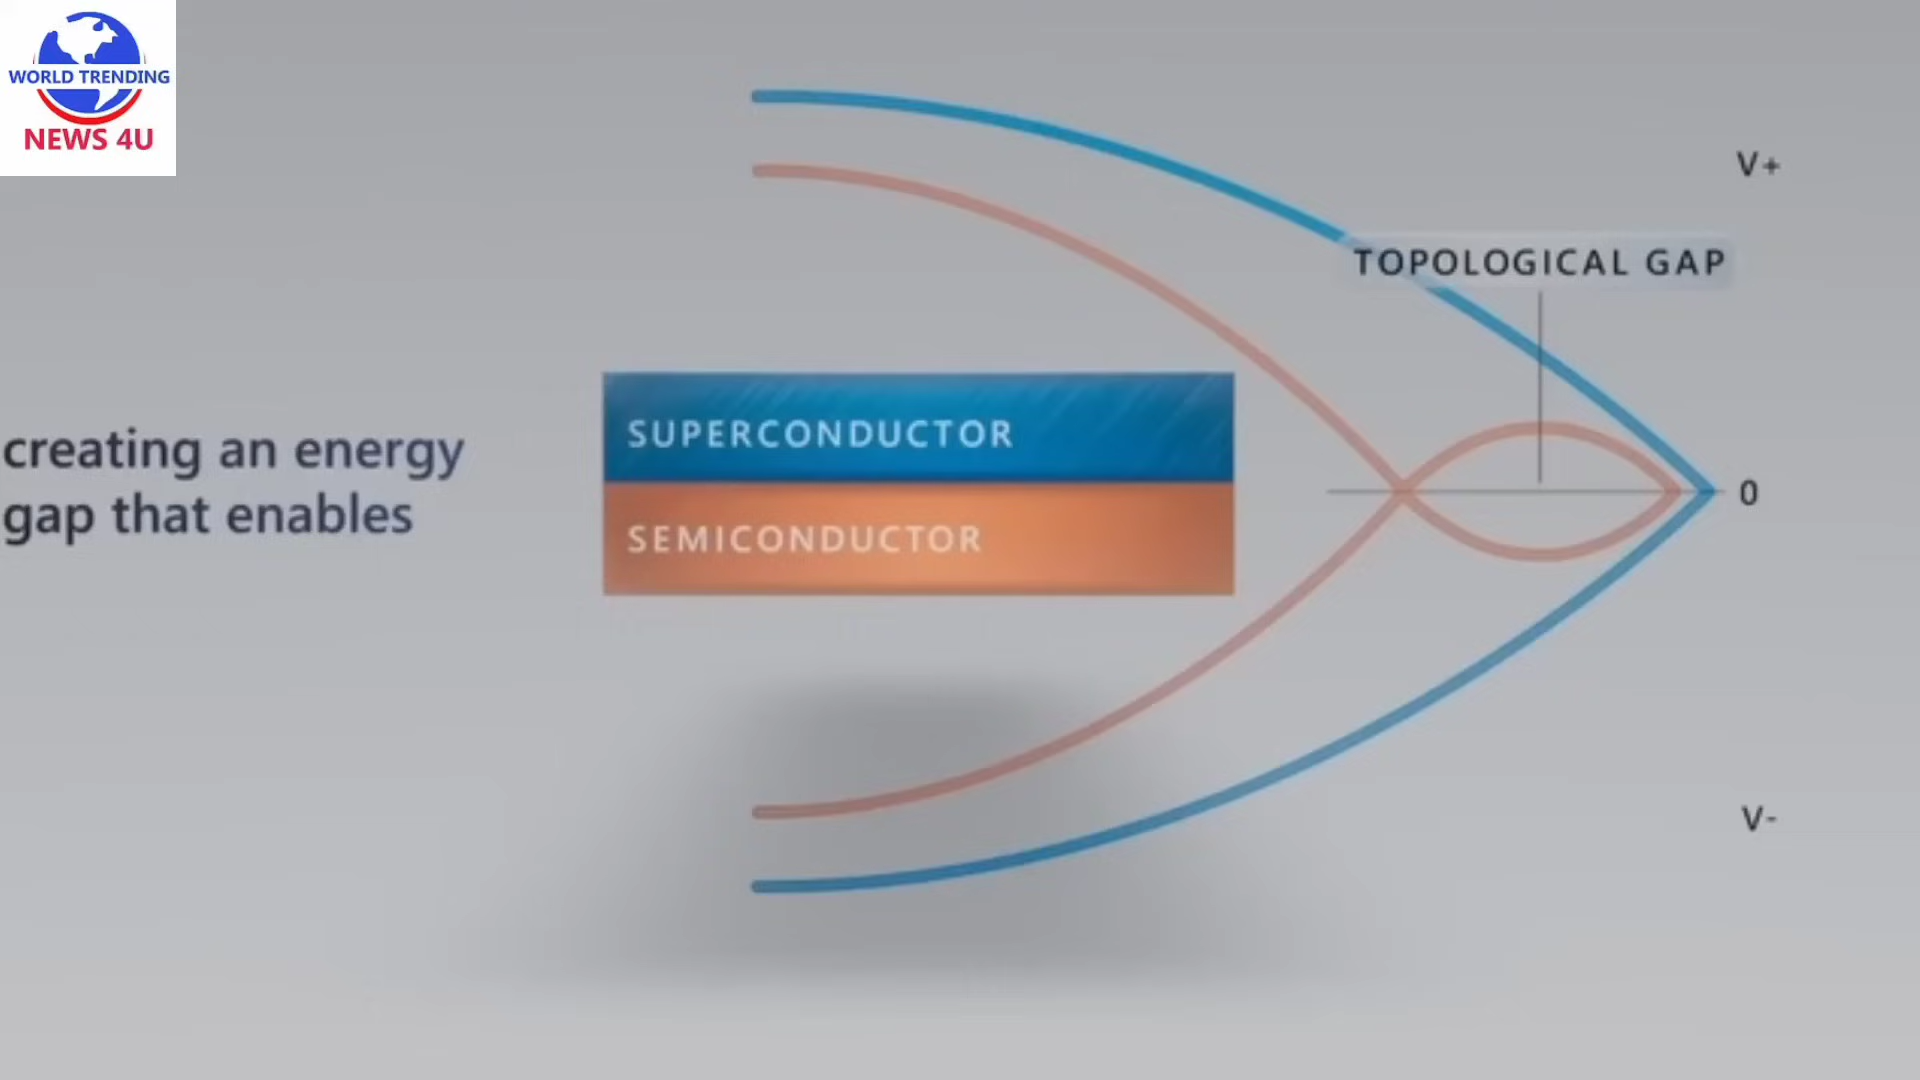 WORLD TRENDING
NEWS 4U
V+
TOPOLOGICAL GAP
creating an energy
gap that enables
SUPERCONDUCTOR
SEMICONDUCTOR
0
V-